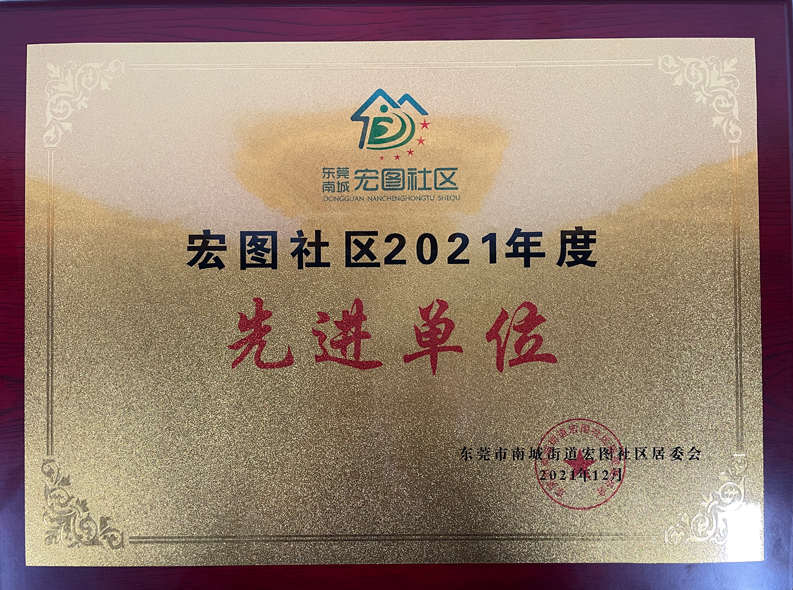 东莞
南城
宏图社区
DONGGUAN NANCHENGHONGTU SHEQU
宏图社区2021年度
先进单位
东莞市南城街道宏图社区居委会
2021年12月